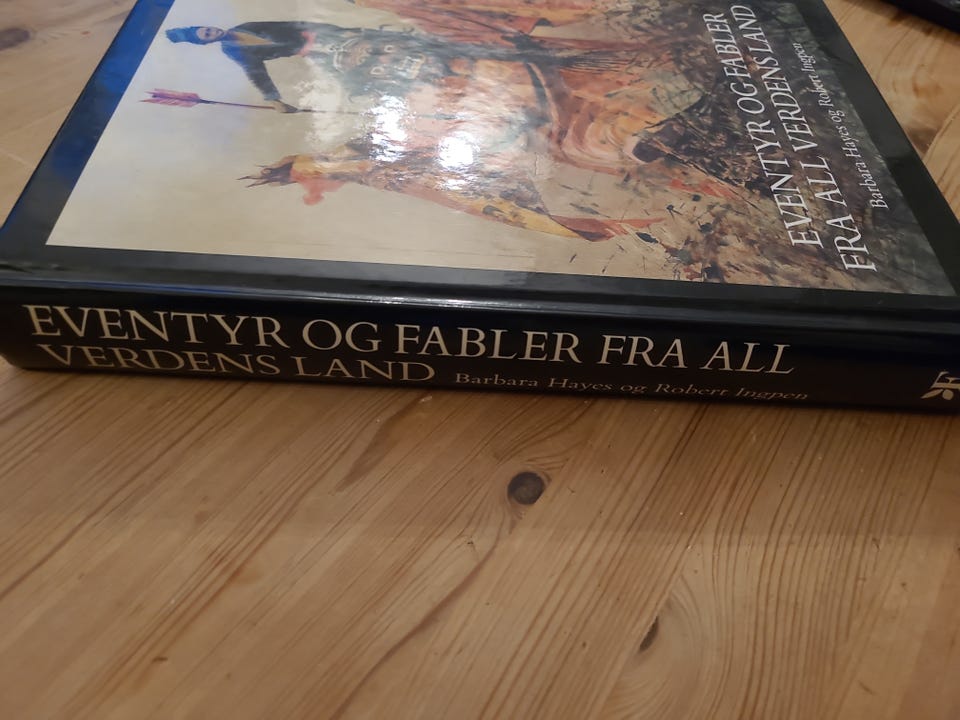 EVENTYR OG FABLER
FRA ALL VERDENS LAND
Barbara Hayes og Robert Ingpen
EVENTYR OG FABLER FRA ALL
VERDENS LAND Barbara Hayes og Robert Ingpen